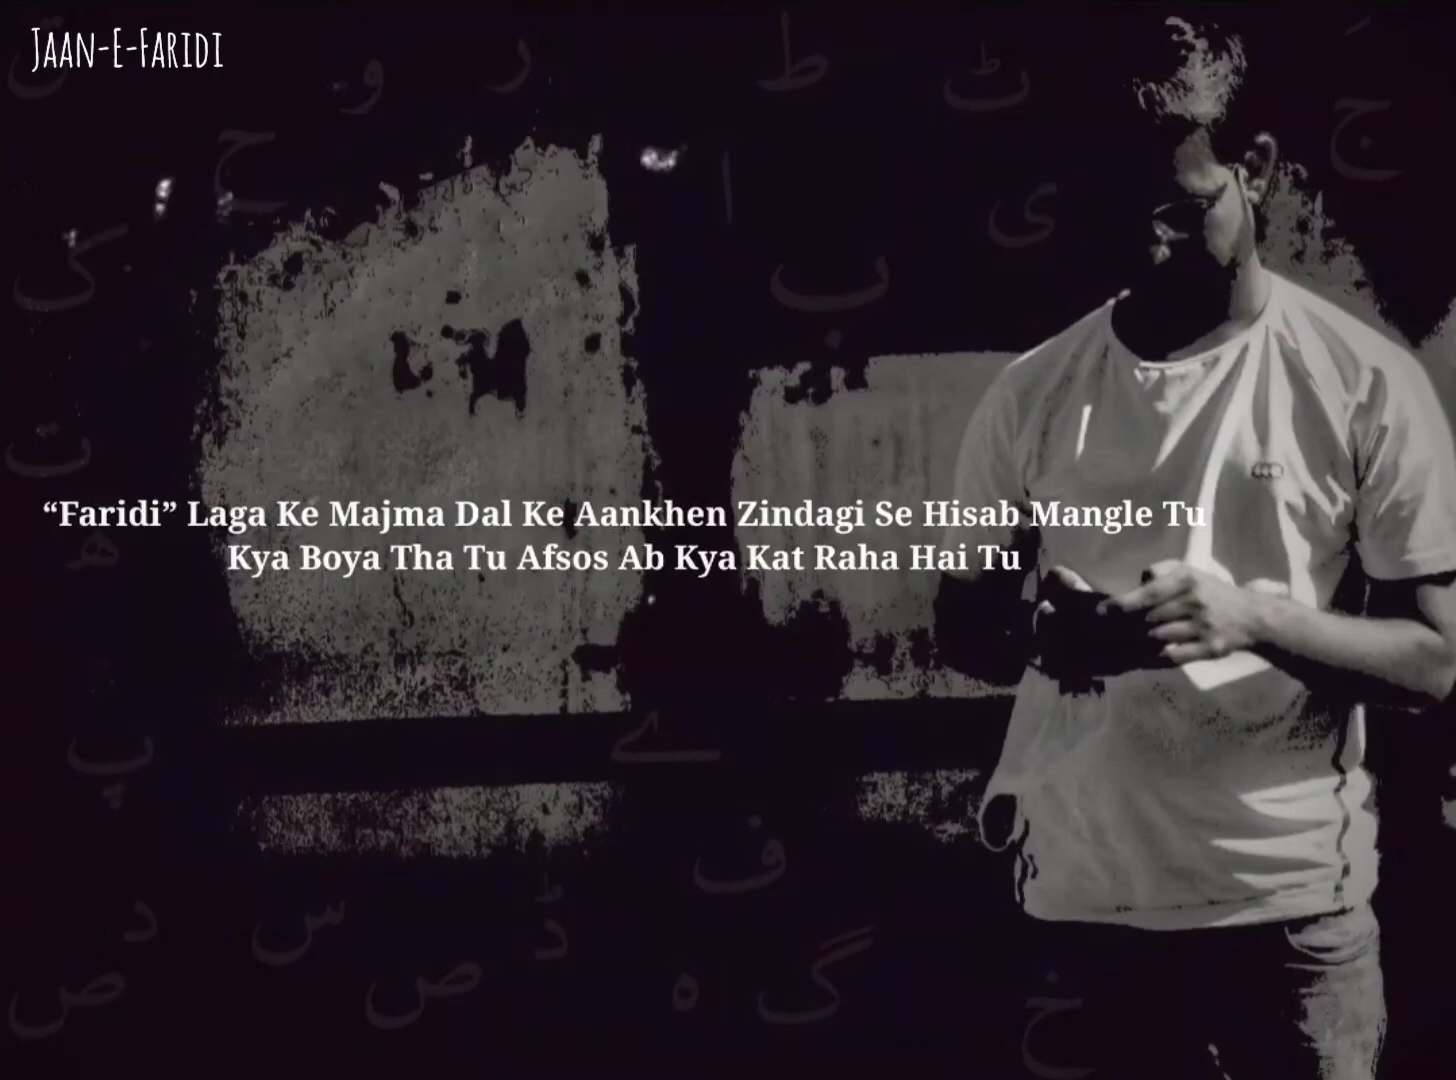 JAAN-E-FARIDI
ق
و
ر
ط
ٹ
ج
ح
ا
ی
ک
ب
ت
“Faridi” Laga Ke Majma Dal Ke Aankhen Zindagi Se Hisab Mangle Tu
ھ
Kya Boya Tha Tu Afsos Ab Kya Kat Raha Hai Tu
پ
ے
ف
د
س
ڈ
ص
ص
ہ
گ
خ